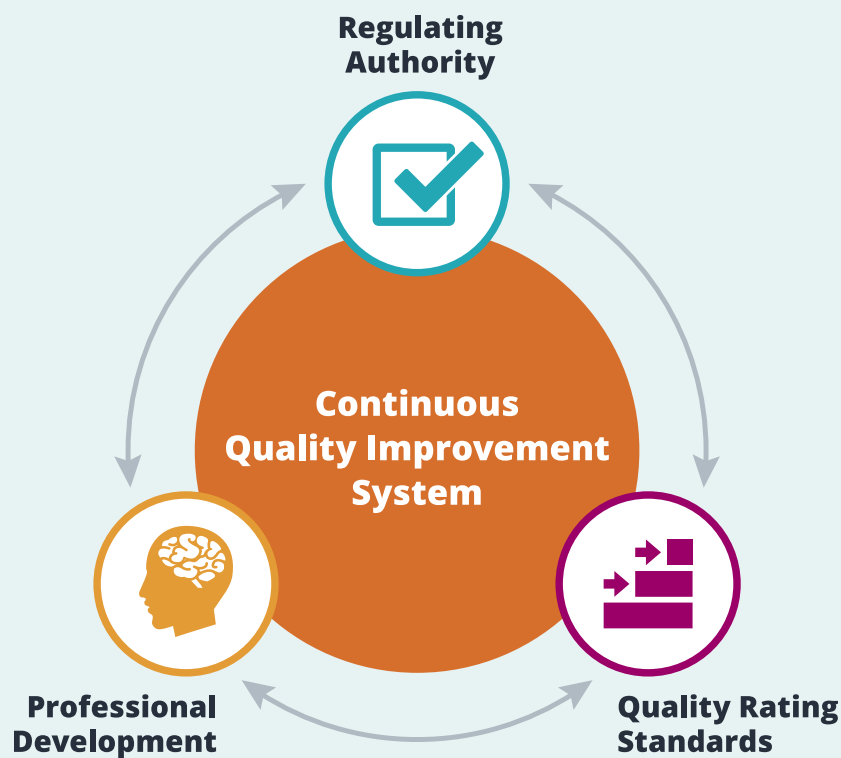 Regulating
Authority
Continuous
Quality Improvement
System
Professional
Development
Quality Rating
Standards